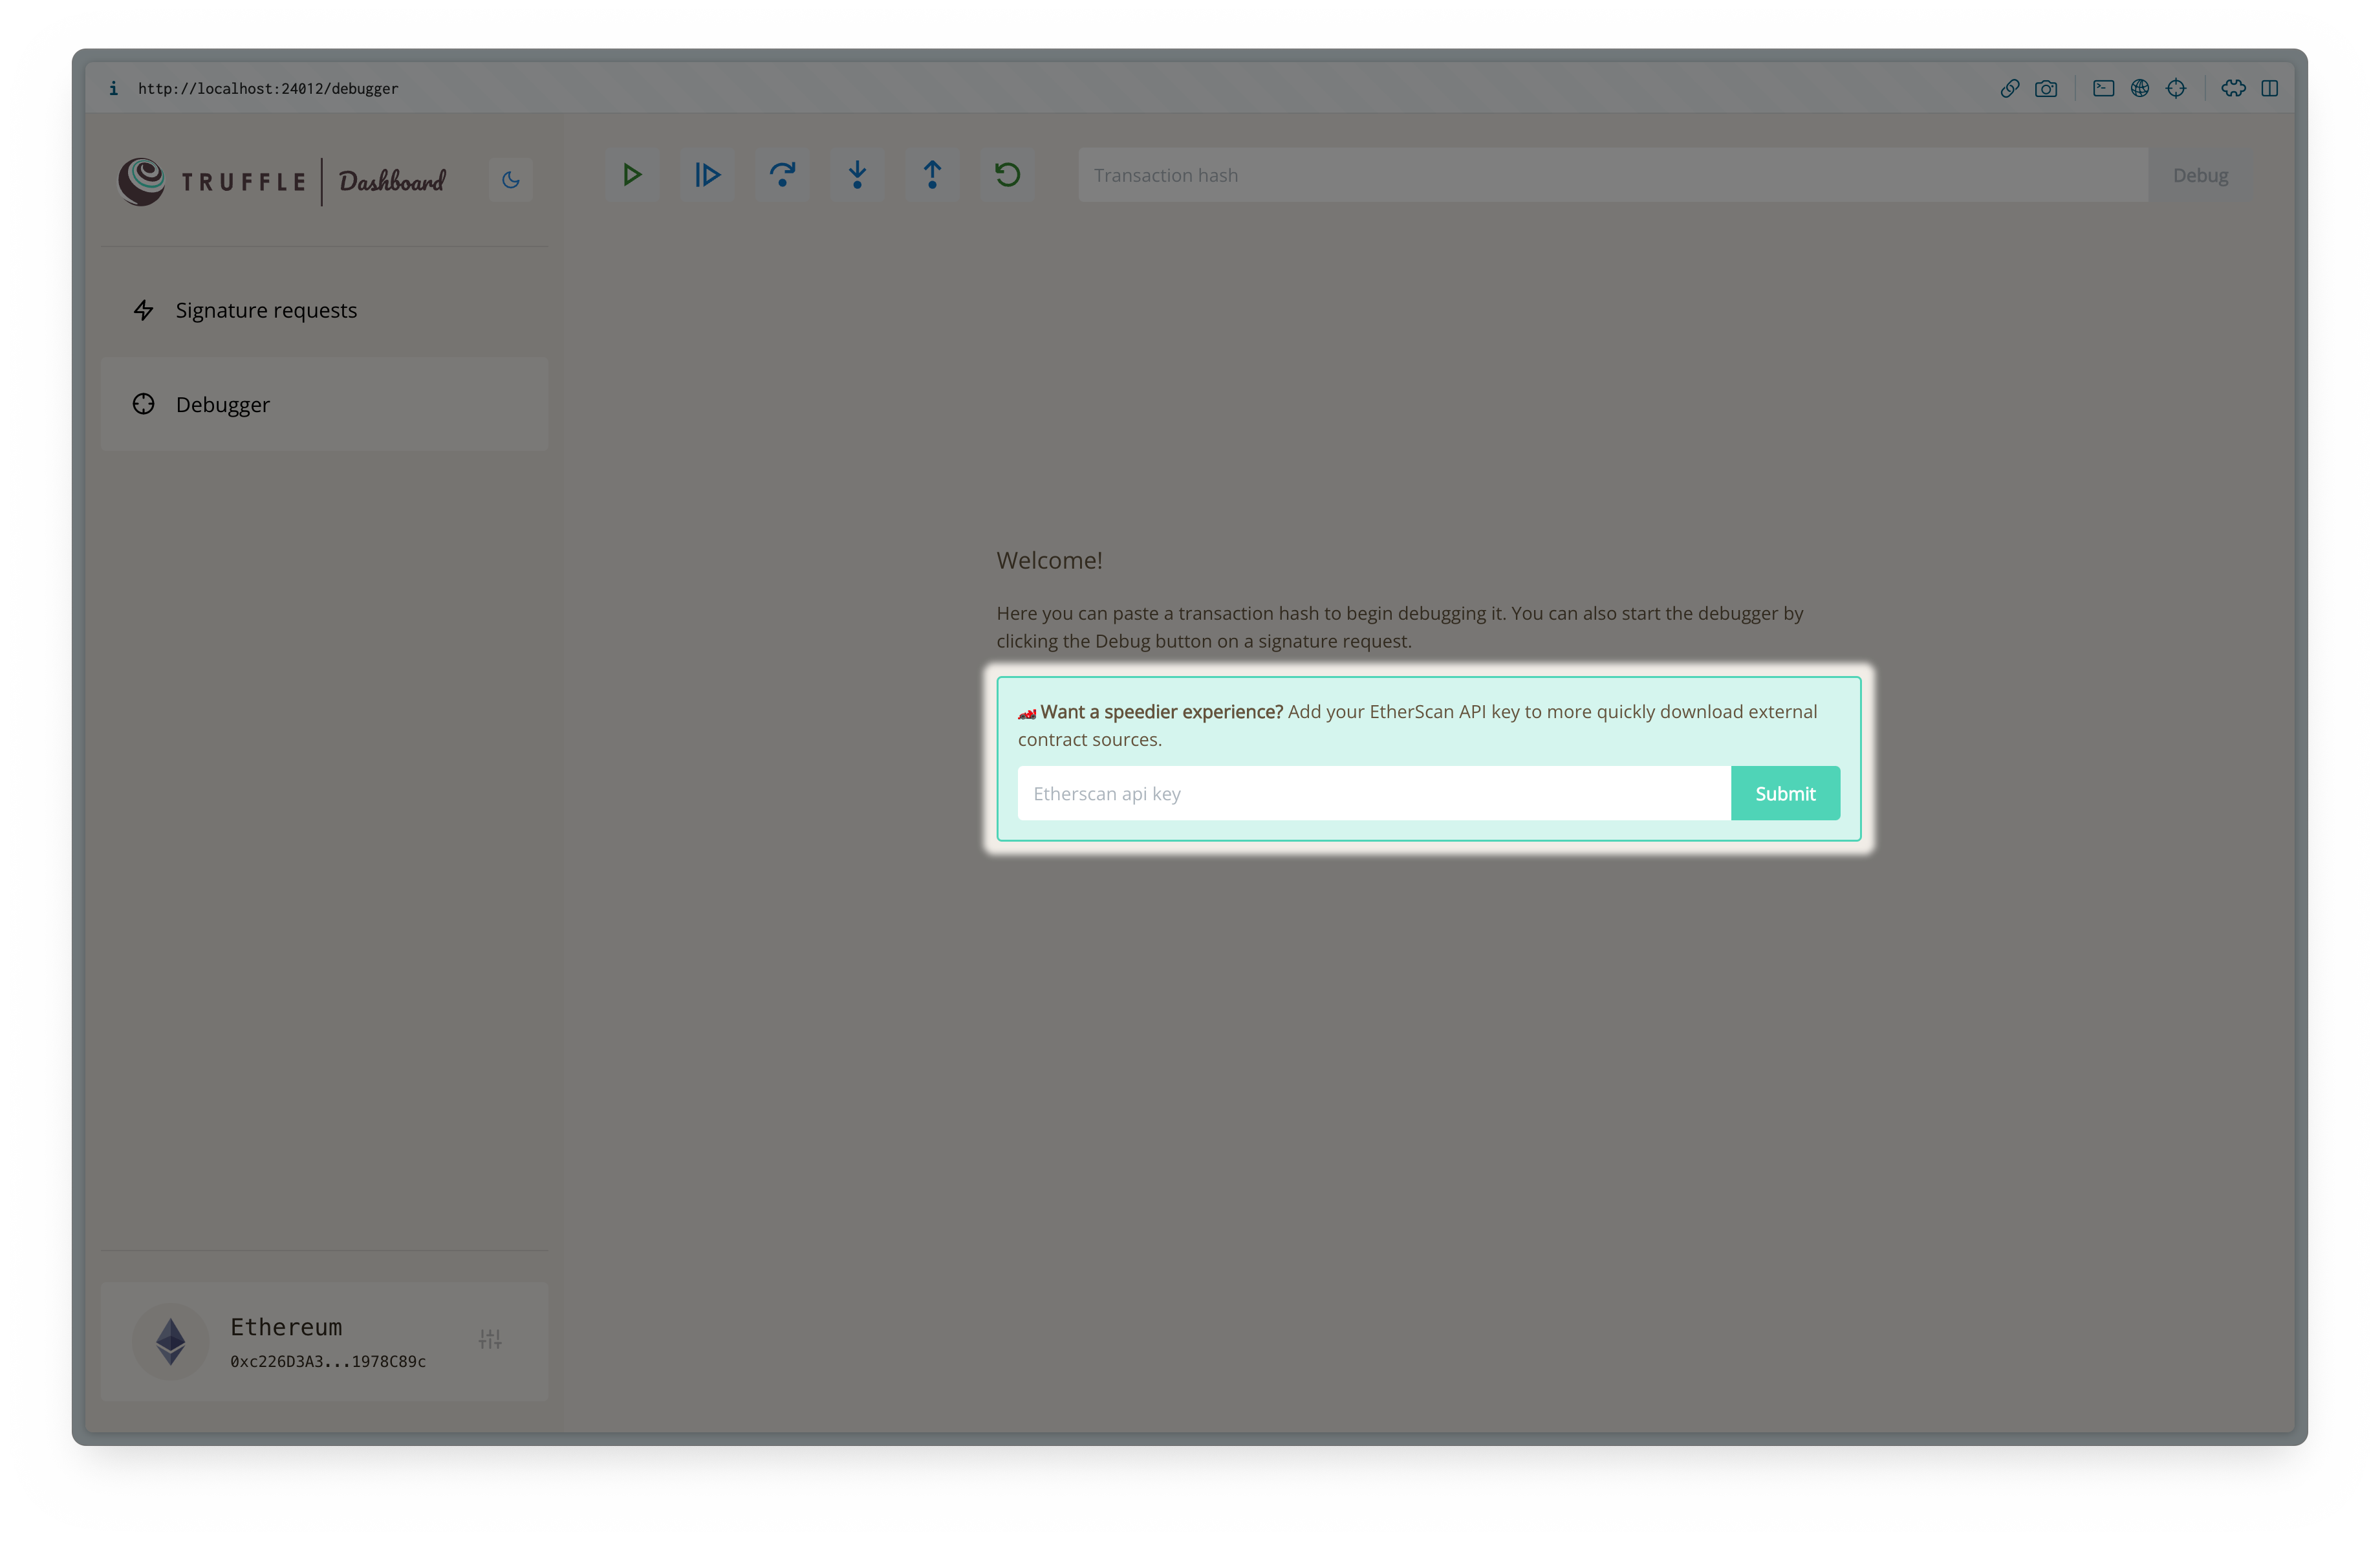 http://localhost:24012/debugger
TRUFFLE Dashboard
Transaction hash
Debug
Signature requests
Debugger
Welcome!
Here you can paste a transaction hash to begin debugging it. You can also start the debugger by
clicking the Debug button on a signature request.
Want a speedier experience? Add your EtherScan API key to more quickly download external
contract sources.
Etherscan api key
Submit
Ethereum
0xc226D3A3...1978C89c